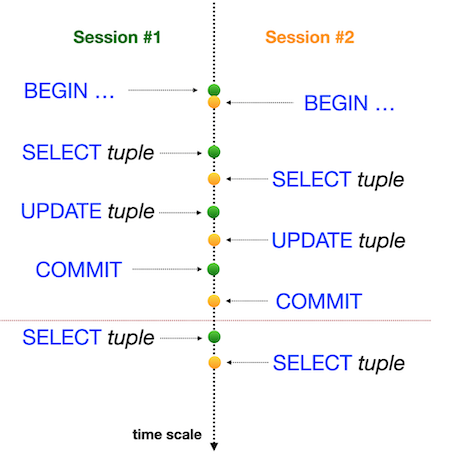 Session #1
Session #2
BEGIN …
BEGIN …
SELECT tuple
SELECT tuple
UPDATE tuple
UPDATE tuple
COMMIT
COMMIT
SELECT tuple
SELECT tuple
time scale